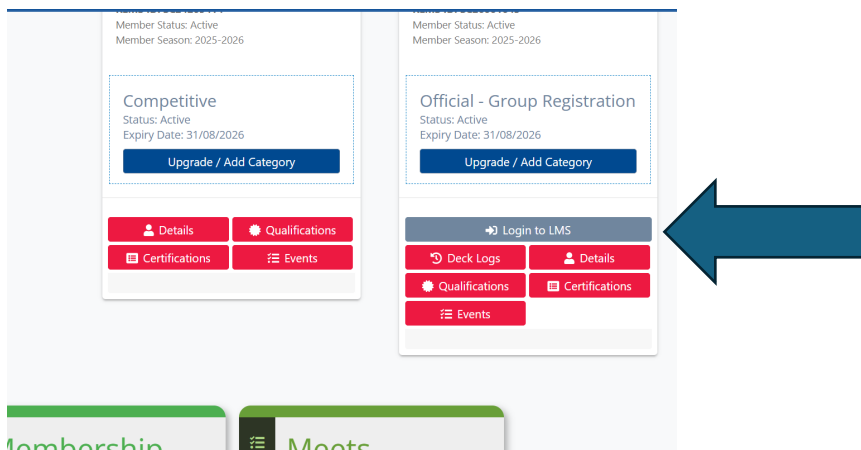 Member Status: Active
Member Season: 2025-2026
Competitive
Status: Active
Expiry Date: 31/08/2026
Upgrade / Add Category
Details
Qualifications
Certifications
Events
Member Status: Active
Member Season: 2025-2026
Official - Group Registration
Status: Active
Expiry Date: 31/08/2026
Upgrade / Add Category
Login to LMS
Deck Logs
Details
Qualifications
Certifications
Events
Membership
Meets